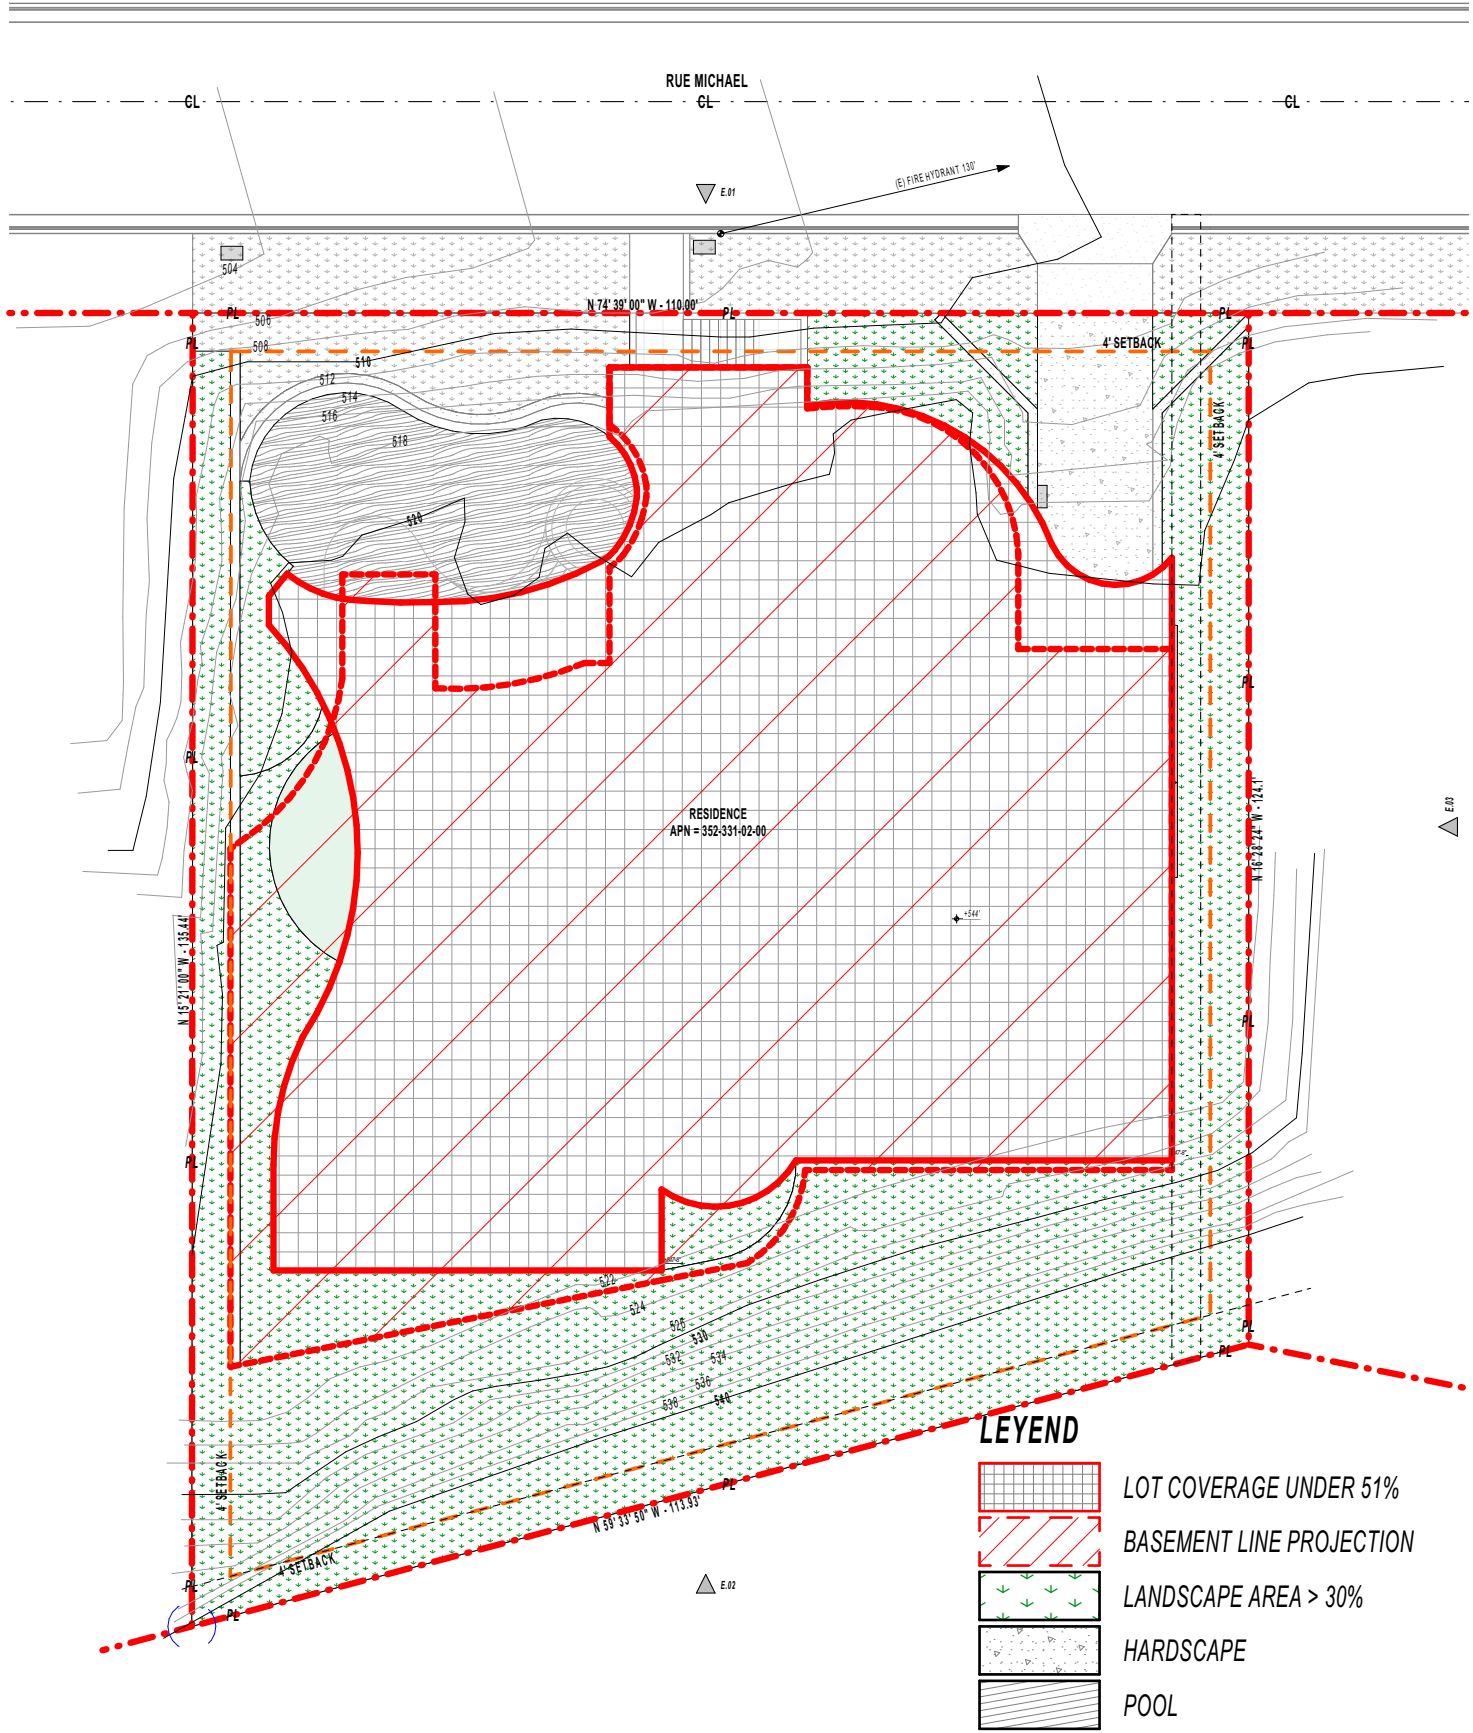 RUE MICHAEL
CL
CL
CL
(E) FIRE HYDRANT 130'
E.01
504
N 74° 39' 00" W - 110.00'
PL
PL
PL
506
PL
PL
508
4' SETBACK
510
512
514
516
518
4' SETBACK
520
PL
PL
RESIDENCE
APN = 352-331-02-00
N 16° 28' 24" W - 124.1'
E.03
+544'
N 15° 21' 00" W - 135.44'
PL
PL
522
524
526
530
532
534
536
538
540
PL
PL
4' SETBACK
PL
N 59° 33' 50" W - 113.93'
4' SETBACK
PL
PL
E.02
LEYEND
LOT COVERAGE UNDER 51%
BASEMENT LINE PROJECTION
LANDSCAPE AREA > 30%
HARDSCAPE
POOL